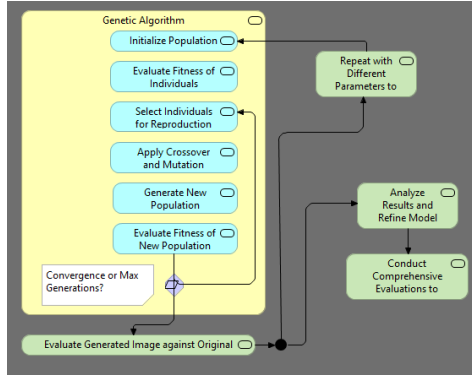 Genetic Algorithm
Initialize Population
Evaluate Fitness of
Individuals
Select Individuals
for Reproduction
Apply Crossover
and Mutation
Generate New
Population
Evaluate Fitness of
New Population
Convergence or Max
Generations?
Evaluate Generated Image against Original
Repeat with
Different
Parameters to
Analyze
Results and
Refine Model
Conduct
Comprehensive
Evaluations to